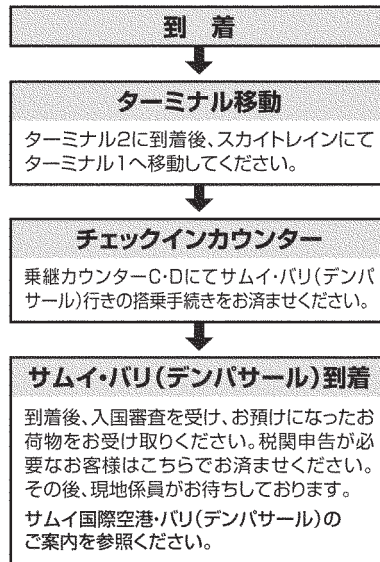 到 着
ターミナル移動
ターミナル2に到着後、スカイトレインにて
ターミナル1へ移動してください。
チェックインカウンター
乗継カウンターC・Dにてサムイ・バリ(デンパ
サール)行きの搭乗手続きをお済ませください。
サムイ・バリ(デンパサール)到着
到着後、入国審査を受け、お預けになったお
荷物をお受け取りください。税関申告が必
要なお客様はこちらでお済ませください。
その後、現地係員がお待ちしております。
サムイ国際空港・バリ(デンパサール)の
ご案内を参照ください。